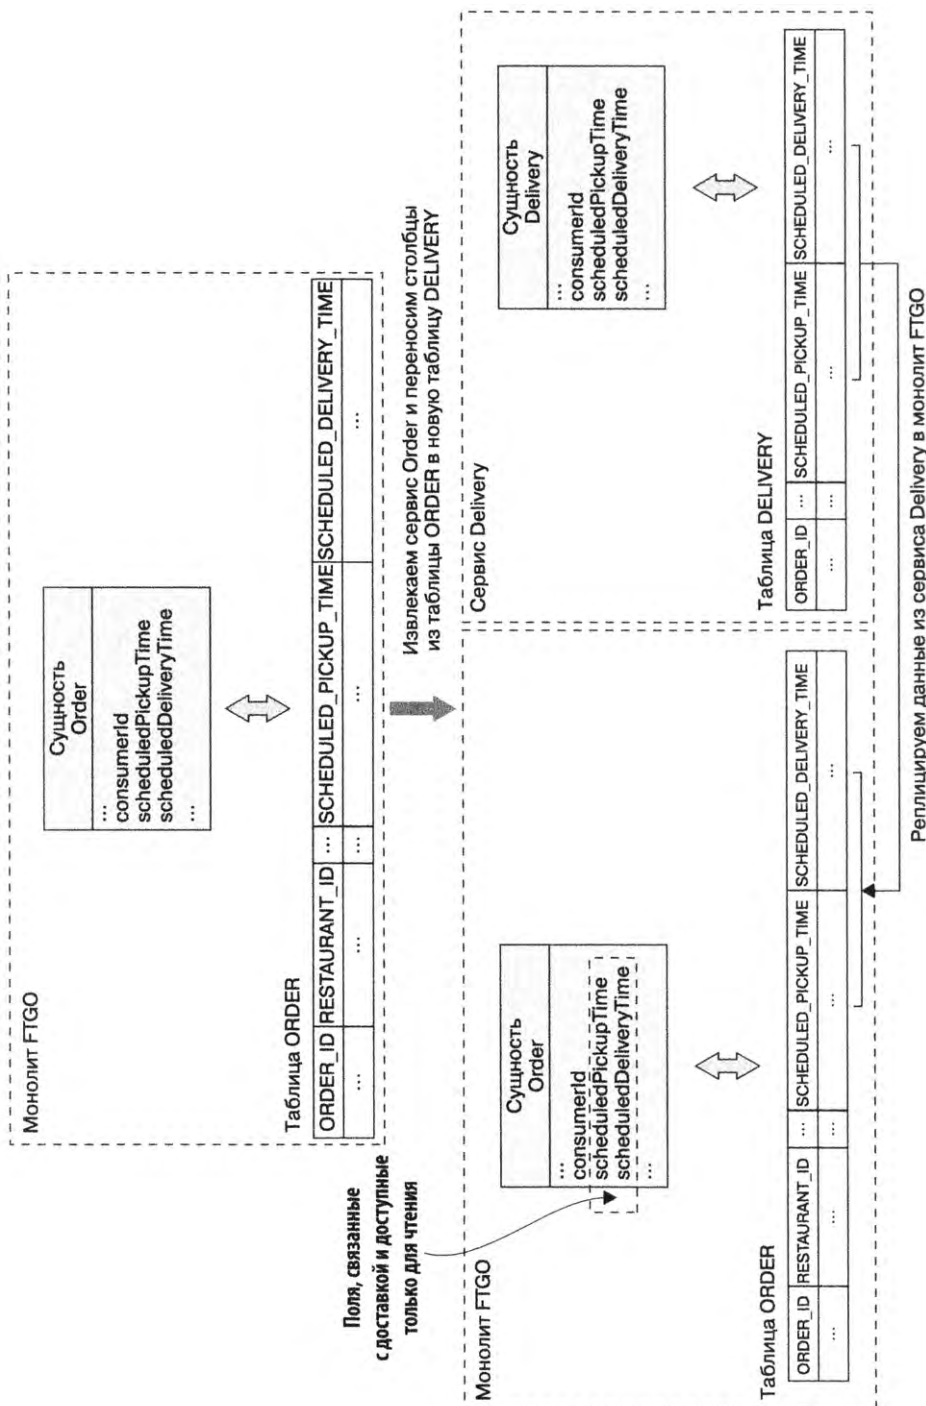 Монолит FTGO
Сущность
Order
...
consumerId
scheduledPickupTime
scheduledDeliveryTime
...
Таблица ORDER
ORDER_ID RESTAURANT_ID ... SCHEDULED_PICKUP_TIME SCHEDULED_DELIVERY_TIME
... ... ... ... ...
Извлекаем сервис Order и переносим столбцы
из таблицы ORDER в новую таблицу DELIVERY
Поля, связанные
с доставкой и доступные
только для чтения
Монолит FTGO
Сущность
Order
...
consumerId
scheduledPickupTime
scheduledDeliveryTime
...
Таблица ORDER
ORDER_ID RESTAURANT_ID ... SCHEDULED_PICKUP_TIME SCHEDULED_DELIVERY_TIME
... ... ... ... ...
Сервис Delivery
Сущность
Delivery
...
consumerId
scheduledPickupTime
scheduledDeliveryTime
...
Таблица DELIVERY
ORDER_ID ... SCHEDULED_PICKUP_TIME SCHEDULED_DELIVERY_TIME
... ... ... ...
Реплицируем данные из сервиса Delivery в монолит FTGO